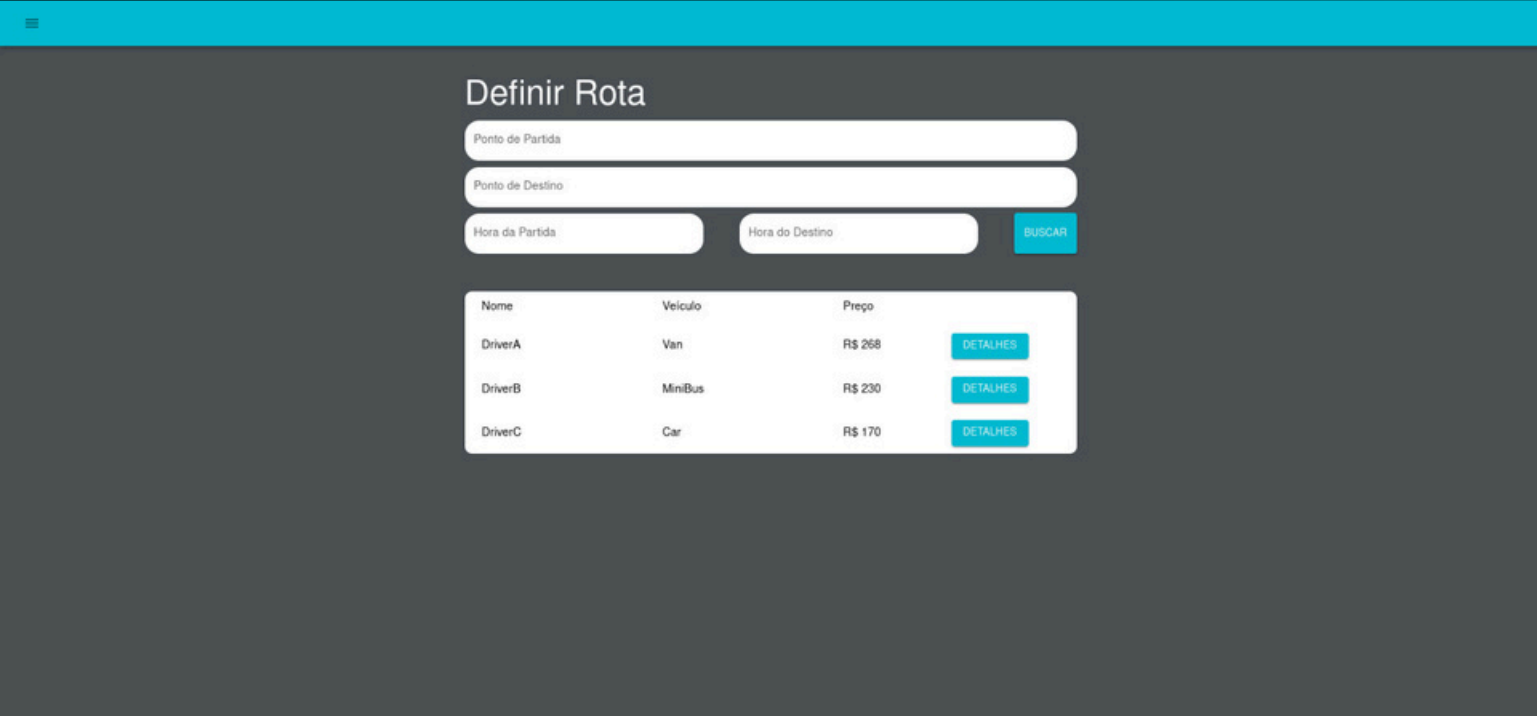 Definir Rota
Ponto de Partida
Ponto de Destino
Hora da Partida Hora do Destino BUSCAR
Nome Veículo Preço
DriverA Van R$ 268 DETALHES
DriverB MiniBus R$ 230 DETALHES
DriverC Car R$ 170 DETALHES